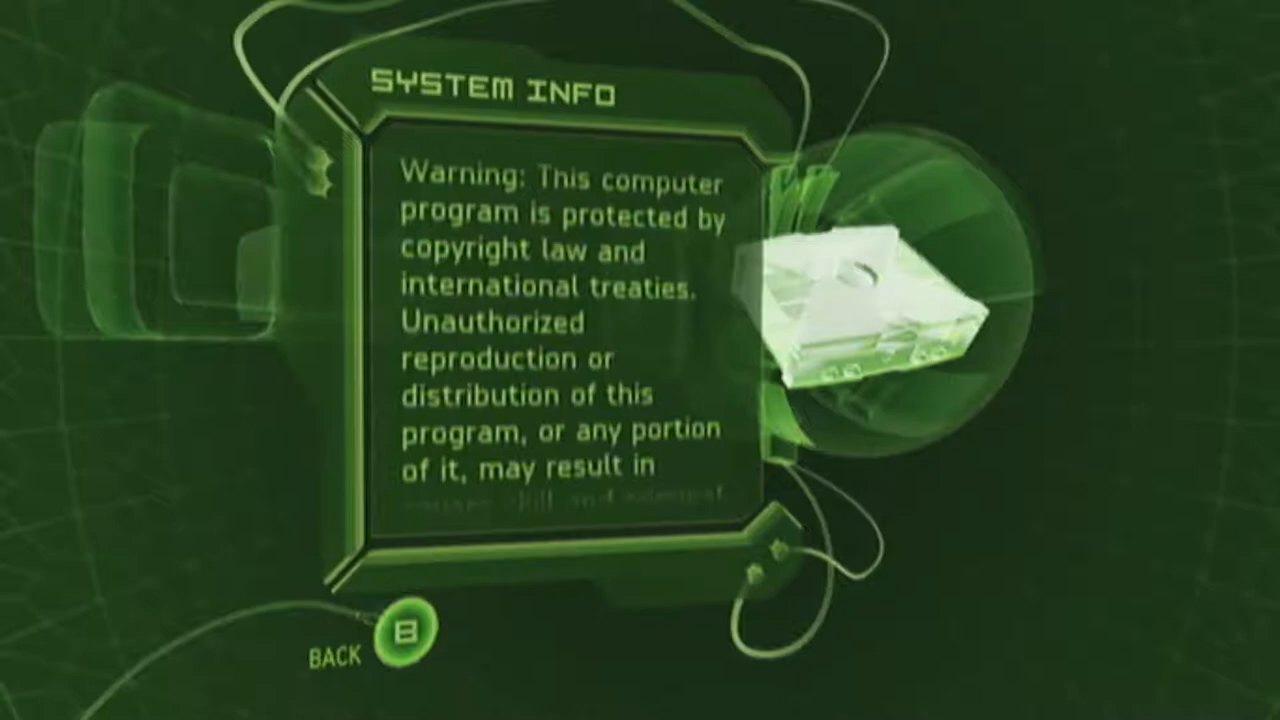 SYSTEM INFO
Warning: This computer
program is protected by
copyright law and
international treaties.
Unauthorized
reproduction or
distribution of this
program, or any portion
of it, may result in
BACK
B